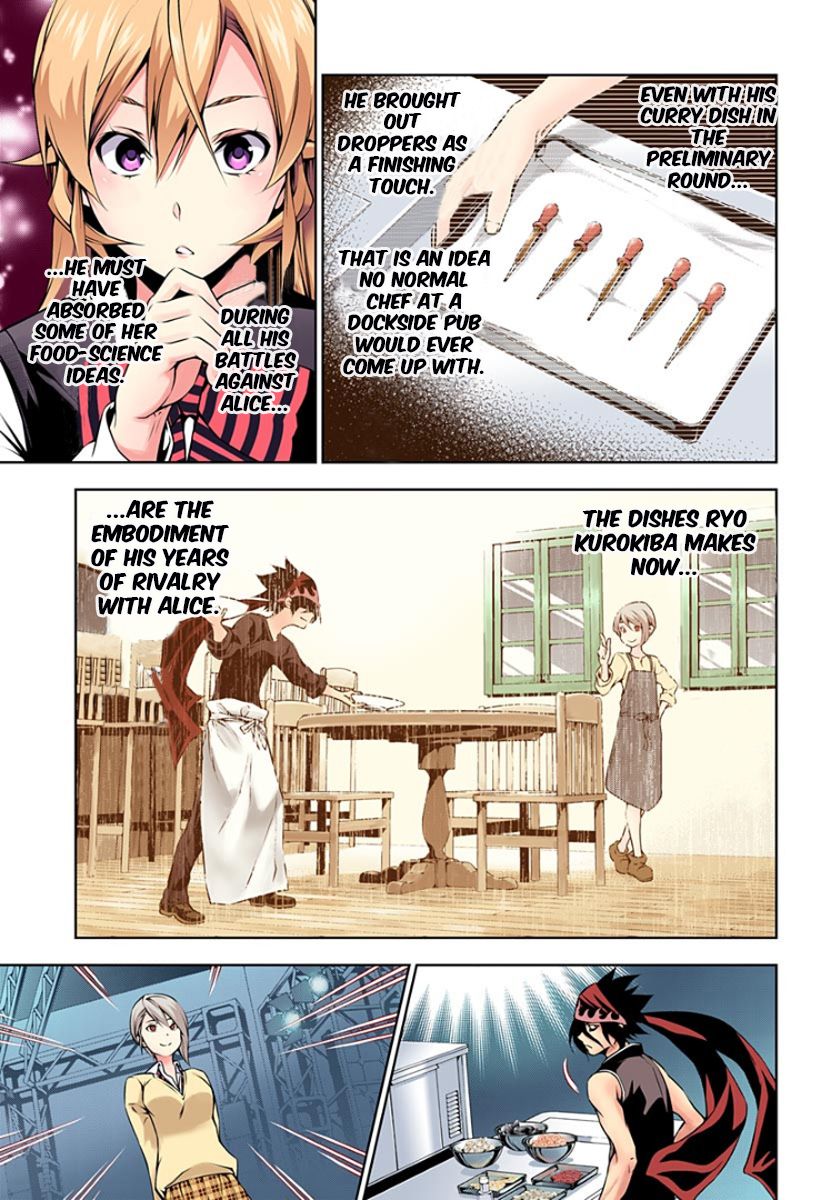 EVEN WITH HIS
CURRY DISH IN
THE
PRELIMINARY
ROUND...
HE BROUGHT
OUT
DROPPERS AS
A FINISHING
TOUCH.
THAT IS AN IDEA
NO NORMAL
CHEF AT A
DOCKSIDE PUB
WOULD EVER
COME UP WITH.
DURING
ALL HIS
BATTLES
AGAINST
ALICE...
...HE MUST
HAVE
ABSORBED
SOME OF HER
FOOD-SCIENCE
IDEAS.
THE DISHES RYO
KUROKIBA MAKES
NOW...
...ARE THE
EMBODIMENT
OF HIS YEARS
OF RIVALRY
WITH ALICE.